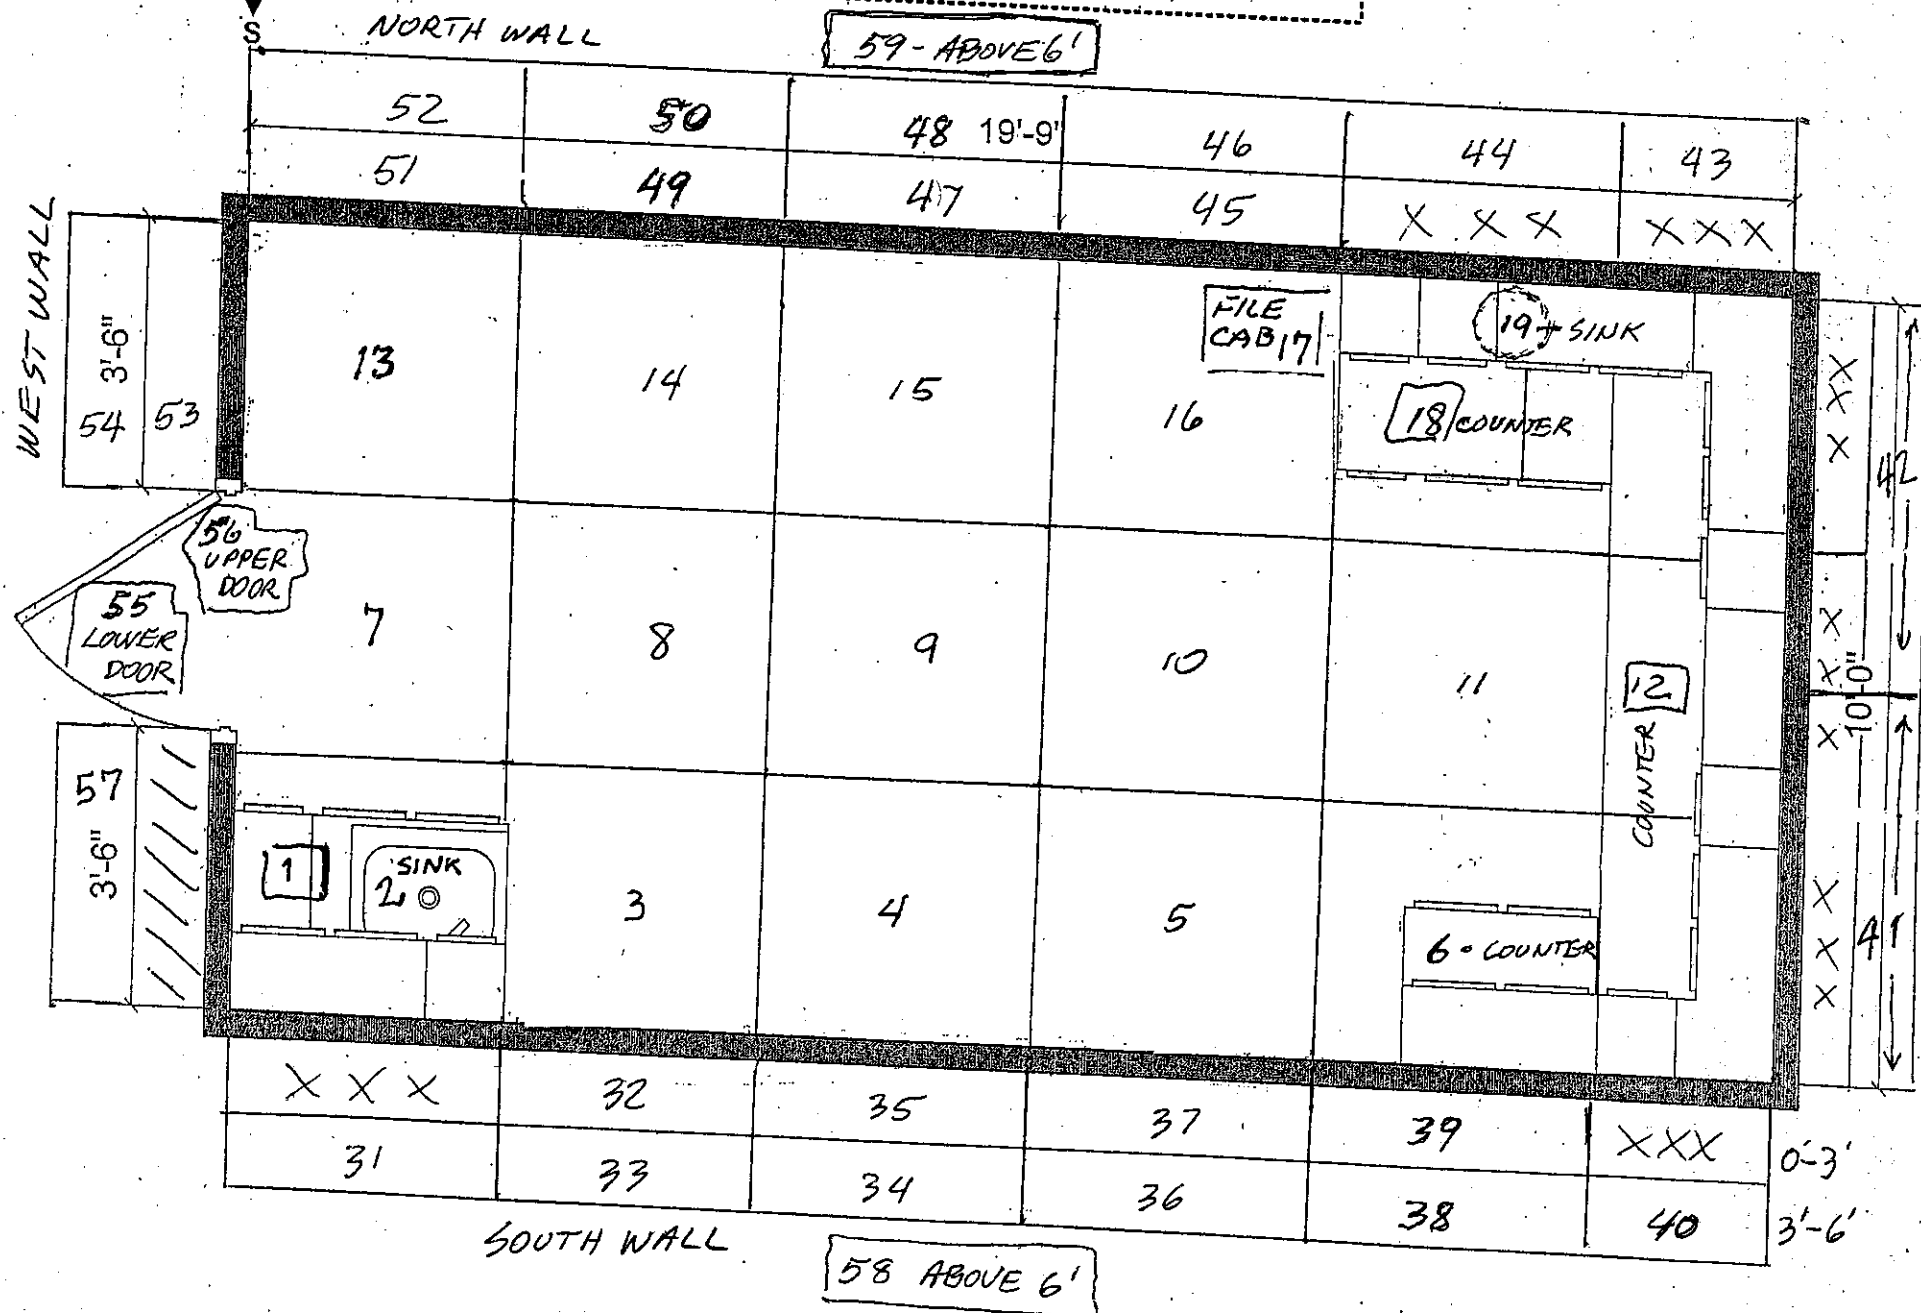 S
NORTH WALL
59 - ABOVE 6'
52 50 48 19'-9" 46 44 43
51 49 47 45 X X X XXX
WEST WALL
3'-6"
54 53
13 14 15 16
FILE
CAB 17
19 + SINK
18 COUNTER
XX
X
X
42
56
UPPER
DOOR
55
LOWER
DOOR
7 8 9 10 11
12
COUNTER
X
X
X
10'-0"
57
3'-6"
1
SINK
2
3 4 5
6 • COUNTER
X
X
X
41
X X X 32 35 37 39 XXX 0'-3'
31 33 34 36 38 40 3'-6'
SOUTH WALL
58 ABOVE 6'